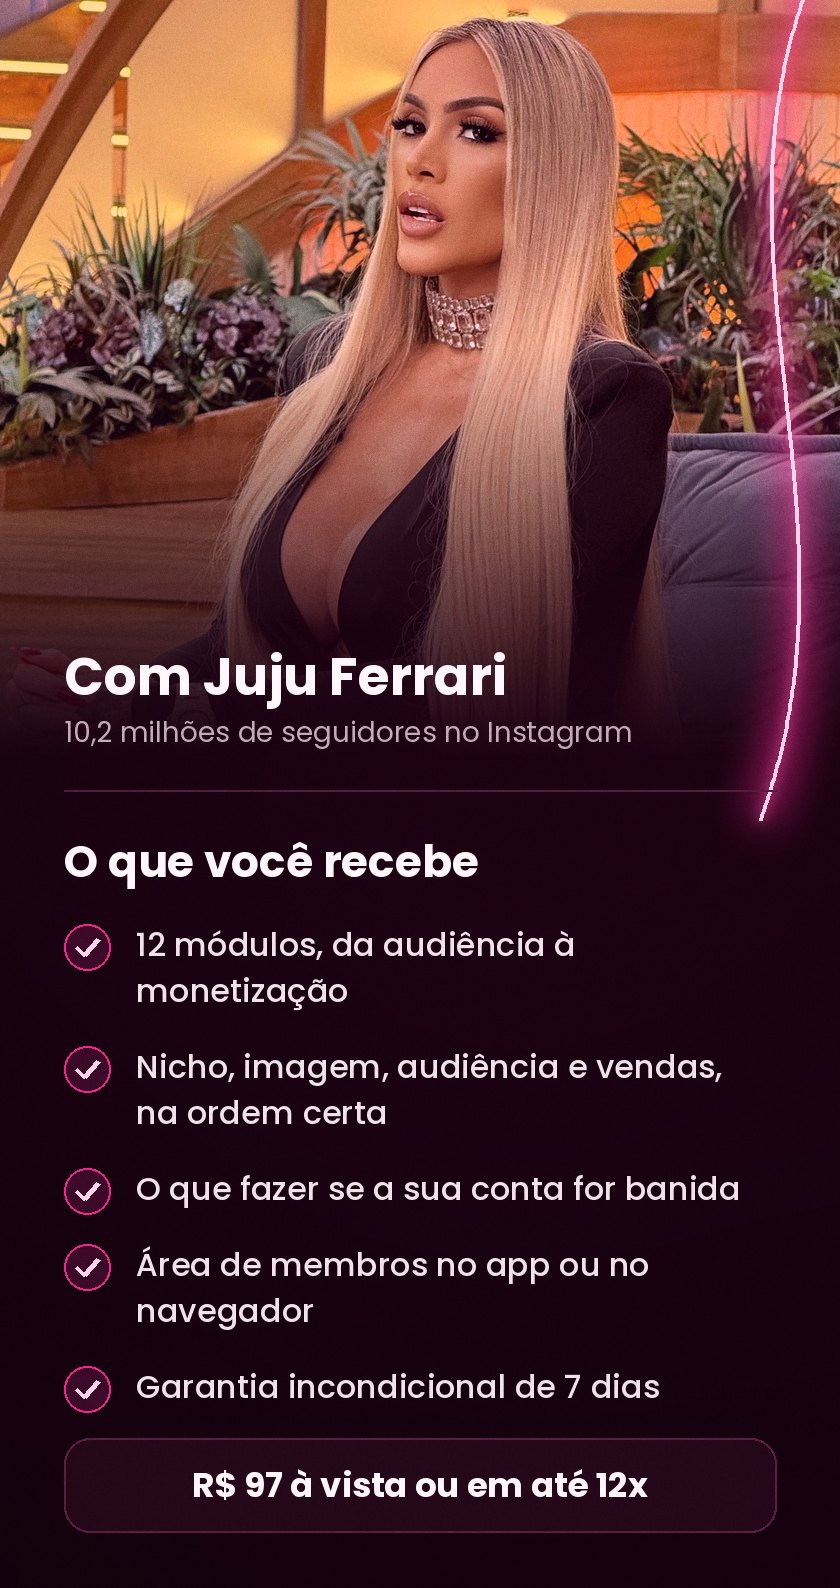 Com Juju Ferrari
10,2 milhões de seguidores no Instagram
O que você recebe
12 módulos, da audiência à
monetização
Nicho, imagem, audiência e vendas,
na ordem certa
O que fazer se a sua conta for banida
Área de membros no app ou no
navegador
Garantia incondicional de 7 dias
R$ 97 à vista ou em até 12x